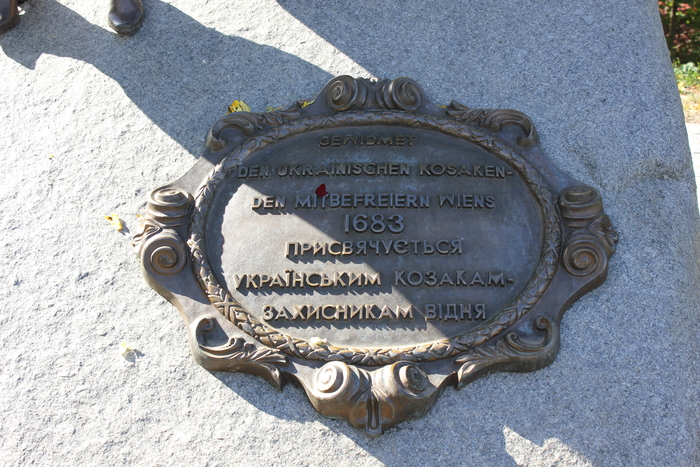 GEWIDMET
DEN UKRAINISCHEN KOSAKEN-
DEN MITBEFREIERN WIENS
1683
ПРИСВЯЧУЄТЬСЯ
УКРАЇНСЬКИМ КОЗАКАМ-
ЗАХИСНИКАМ ВІДНЯ